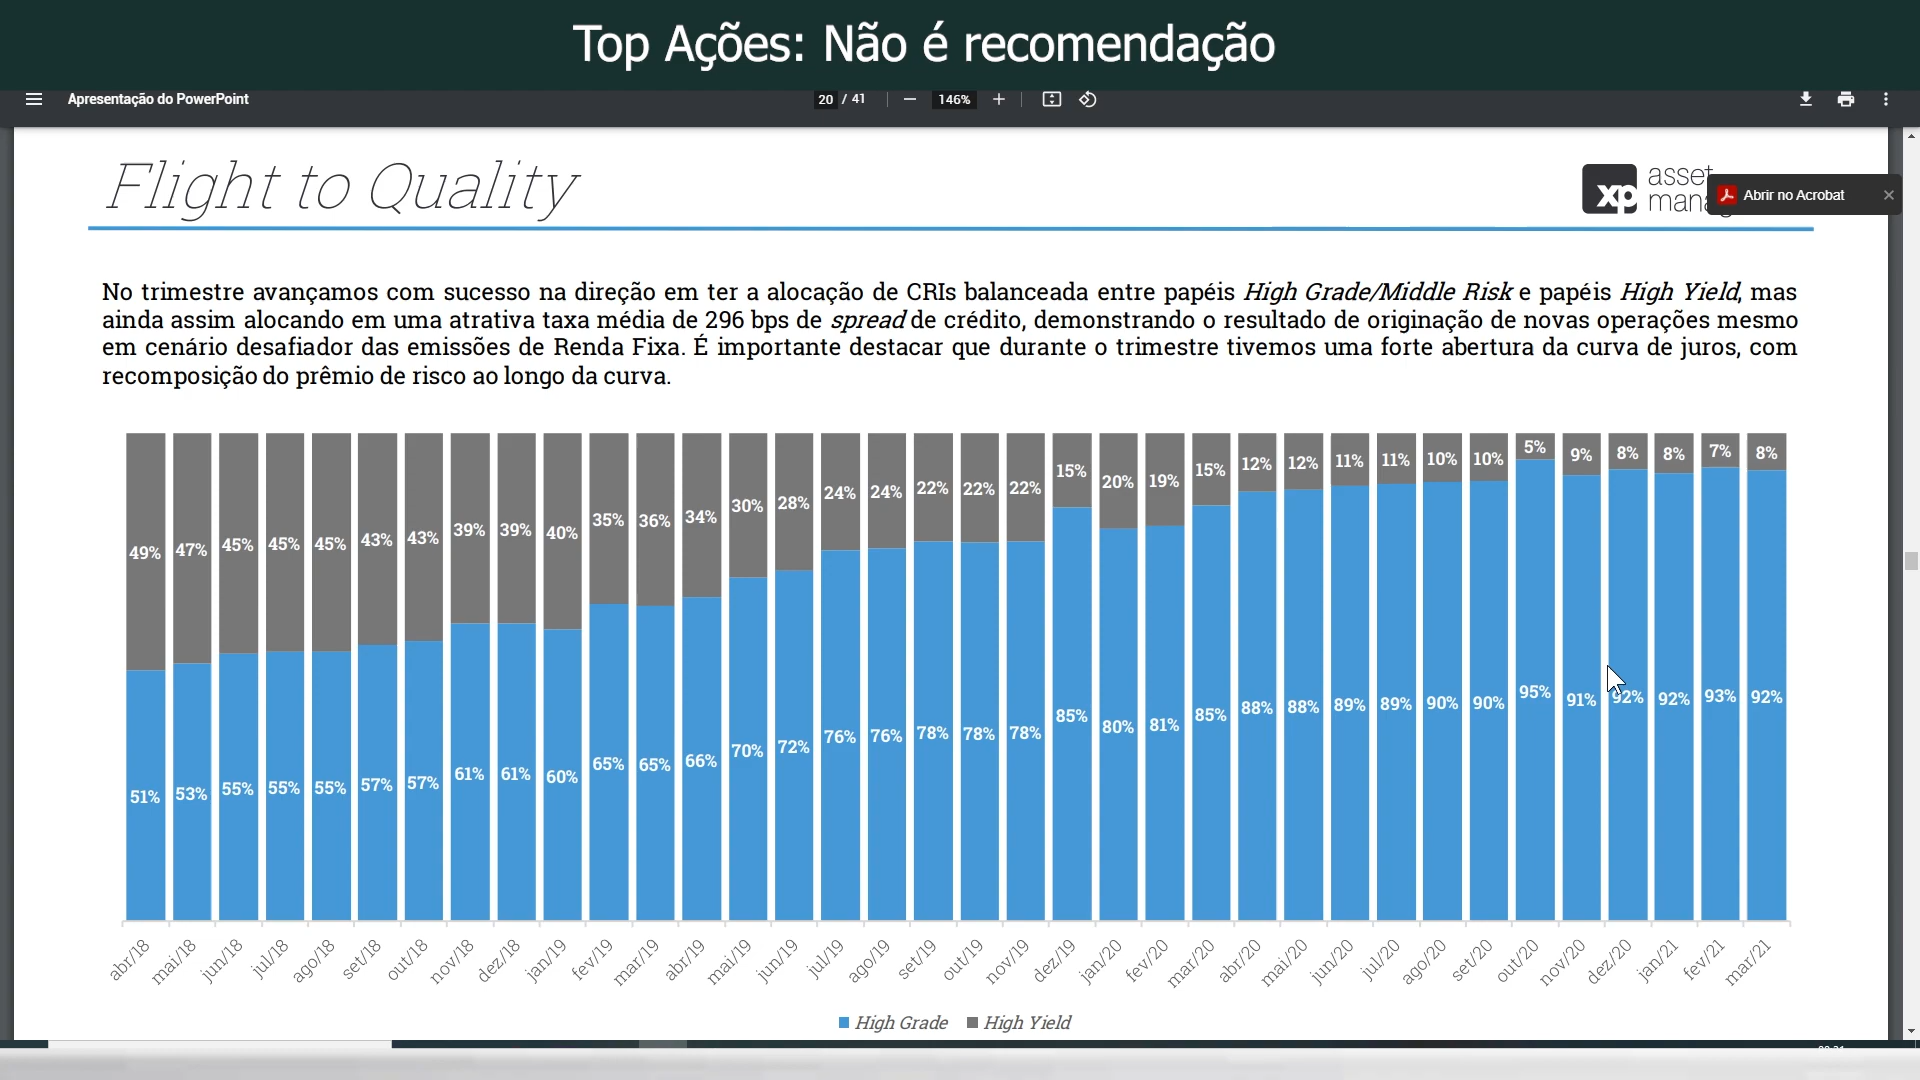 Top Ações: Não é recomendação
Apresentação do PowerPoint
20 / 41
146%
Flight to Quality
xp asset
Abrir no Acrobat
No trimestre avançamos com sucesso na direção em ter a alocação de CRIs balanceada entre papéis High Grade/Middle Risk e papéis High Yield, mas
ainda assim alocando em uma atrativa taxa média de 296 bps de spread de crédito, demonstrando o resultado de originação de novas operações mesmo
em cenário desafiador das emissões de Renda Fixa. É importante destacar que durante o trimestre tivemos uma forte abertura da curva de juros, com
recomposição do prêmio de risco ao longo da curva.
49% 47% 45% 45% 45% 43% 43% 39% 39% 40% 35% 36% 34% 30% 28% 24% 24% 22% 22% 22% 15% 20% 19% 15% 12% 12% 11% 11% 10% 10% 5% 9% 8% 8% 7% 8%
51% 53% 55% 55% 55% 57% 57% 61% 61% 60% 65% 65% 66% 70% 72% 76% 76% 78% 78% 78% 85% 80% 81% 85% 88% 88% 89% 89% 90% 90% 95% 91% 92% 92% 93% 92%
abr/18 mai/18 jun/18 jul/18 ago/18 set/18 out/18 nov/18 dez/18 jan/19 fev/19 mar/19 abr/19 mai/19 jun/19 jul/19 ago/19 set/19 out/19 nov/19 dez/19 jan/20 fev/20 mar/20 abr/20 mai/20 jun/20 jul/20 ago/20 set/20 out/20 nov/20 dez/20 jan/21 fev/21 mar/21
High Grade High Yield